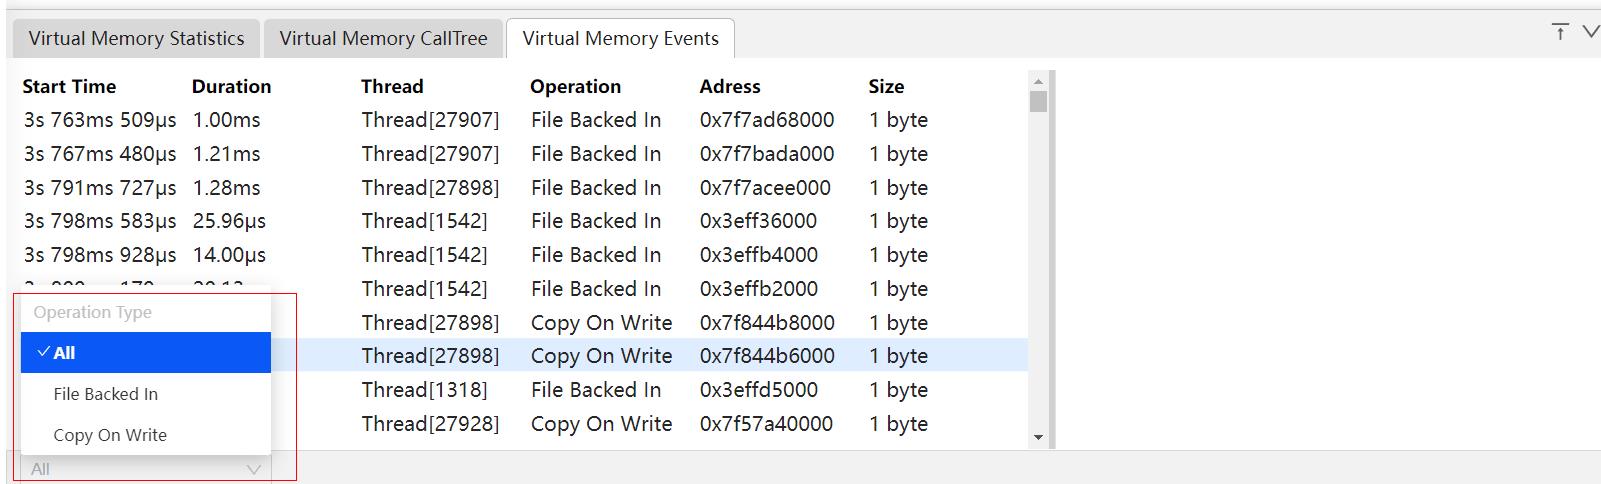 Virtual Memory Statistics Virtual Memory CallTree Virtual Memory Events
Start Time Duration Thread Operation Adress Size
3s 763ms 509μs 1.00ms Thread[27907] File Backed In 0x7f7ad68000 1 byte
3s 767ms 480μs 1.21ms Thread[27907] File Backed In 0x7f7bada000 1 byte
3s 791ms 727μs 1.28ms Thread[27898] File Backed In 0x7f7acee000 1 byte
3s 798ms 583μs 25.96μs Thread[1542] File Backed In 0x3eff36000 1 byte
3s 798ms 928μs 14.00μs Thread[1542] File Backed In 0x3effb4000 1 byte
Thread[1542] File Backed In 0x3effb2000 1 byte
Operation Type
Thread[27898] Copy On Write 0x7f844b8000 1 byte
All
Thread[27898] Copy On Write 0x7f844b6000 1 byte
File Backed In
Thread[1318] File Backed In 0x3effd5000 1 byte
Copy On Write
Thread[27928] Copy On Write 0x7f57a40000 1 byte
All